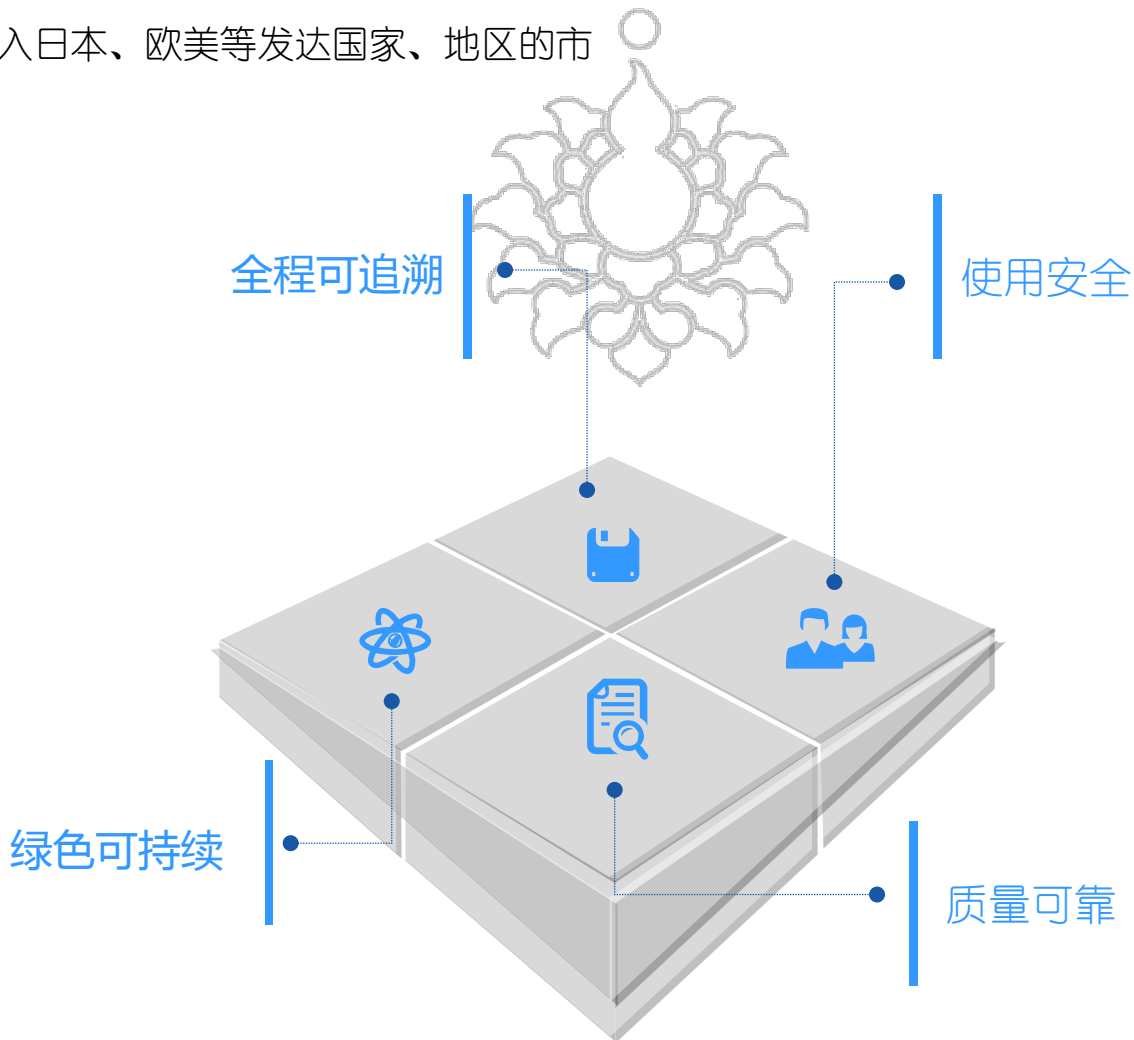 入日本、欧美等发达国家、地区的市
全程可追溯
使用安全
绿色可持续
质量可靠